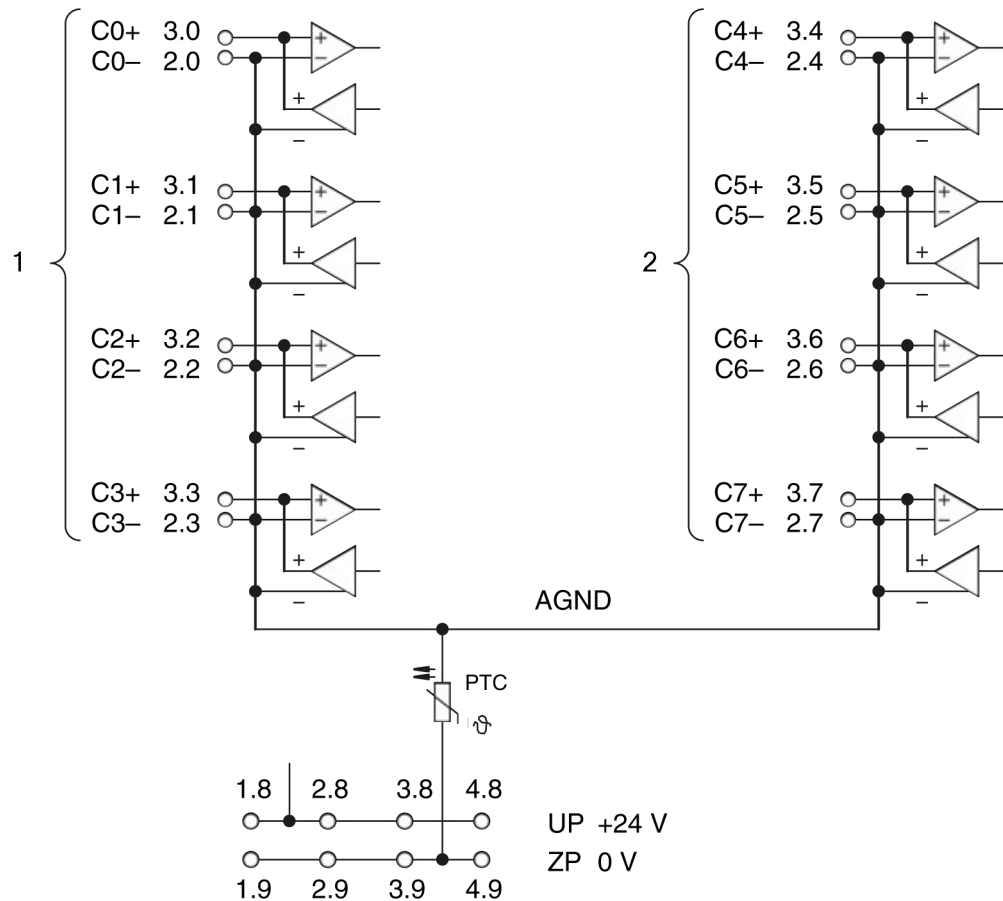 C0+ 3.0
C0– 2.0
+
–
+
–
C1+ 3.1
C1– 2.1
+
–
+
–
1
C2+ 3.2
C2– 2.2
+
–
+
–
C3+ 3.3
C3– 2.3
+
–
+
–
C4+ 3.4
C4– 2.4
+
–
+
–
C5+ 3.5
C5– 2.5
+
–
+
–
2
C6+ 3.6
C6– 2.6
+
–
+
–
C7+ 3.7
C7– 2.7
+
–
+
–
AGND
PTC
ϑ
1.8 2.8 3.8 4.8
UP +24 V
ZP 0 V
1.9 2.9 3.9 4.9